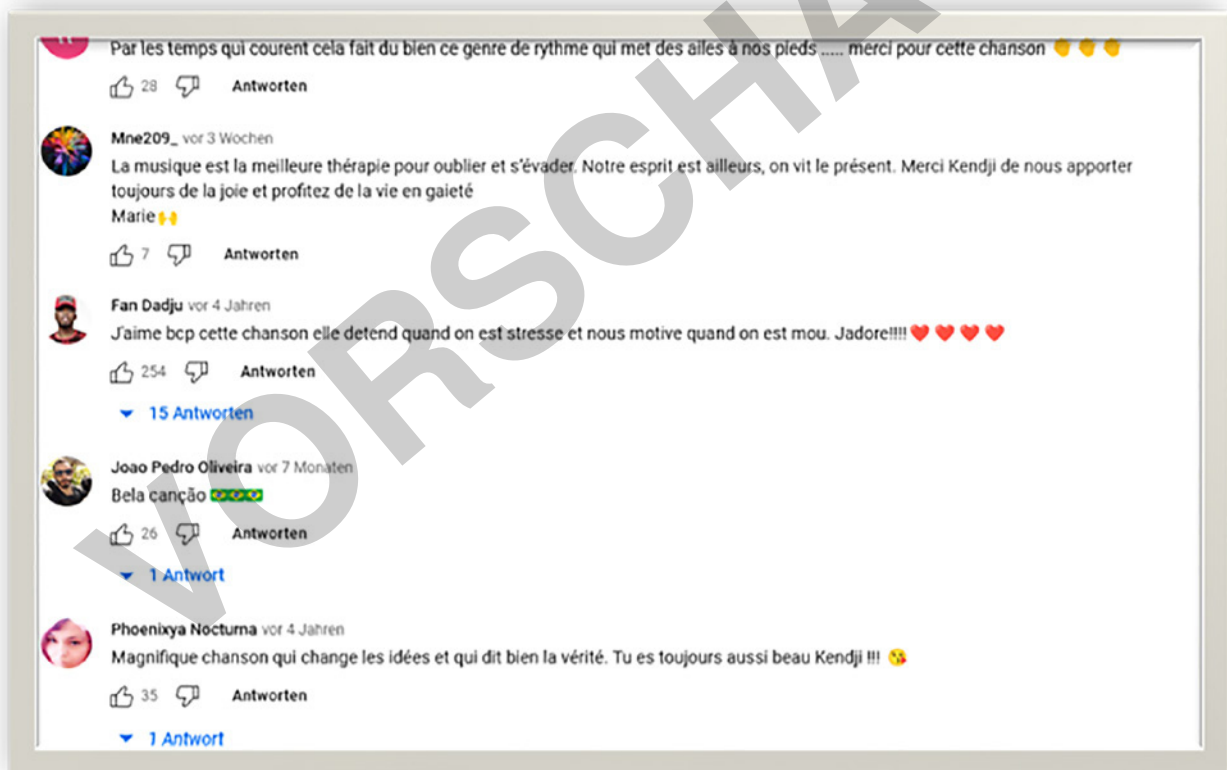 Par les temps qui courent cela fait du bien ce genre de rythme qui met des ailes à nos pieds ..... merci pour cette chanson 👏 👏 👏
28 Antworten
Mne209_ vor 3 Wochen
La musique est la meilleure thérapie pour oublier et s'évader. Notre esprit est ailleurs, on vit le présent. Merci Kendji de nous apporter
toujours de la joie et profitez de la vie en gaieté
Marie 🙌
7 Antworten
Fan Dadju vor 4 Jahren
J'aime bcp cette chanson elle detend quand on est stresse et nous motive quand on est mou. Jadore!!!! ❤️ ❤️ ❤️ ❤️
254 Antworten
15 Antworten
Joao Pedro Oliveira vor 7 Monaten
Bela canção 🇧🇷🇧🇷🇧🇷
26 Antworten
1 Antwort
Phoenixya Nocturna vor 4 Jahren
Magnifique chanson qui change les idées et qui dit bien la vérité. Tu es toujours aussi beau Kendji !!! 😘
35 Antworten
1 Antwort
VORSCHA